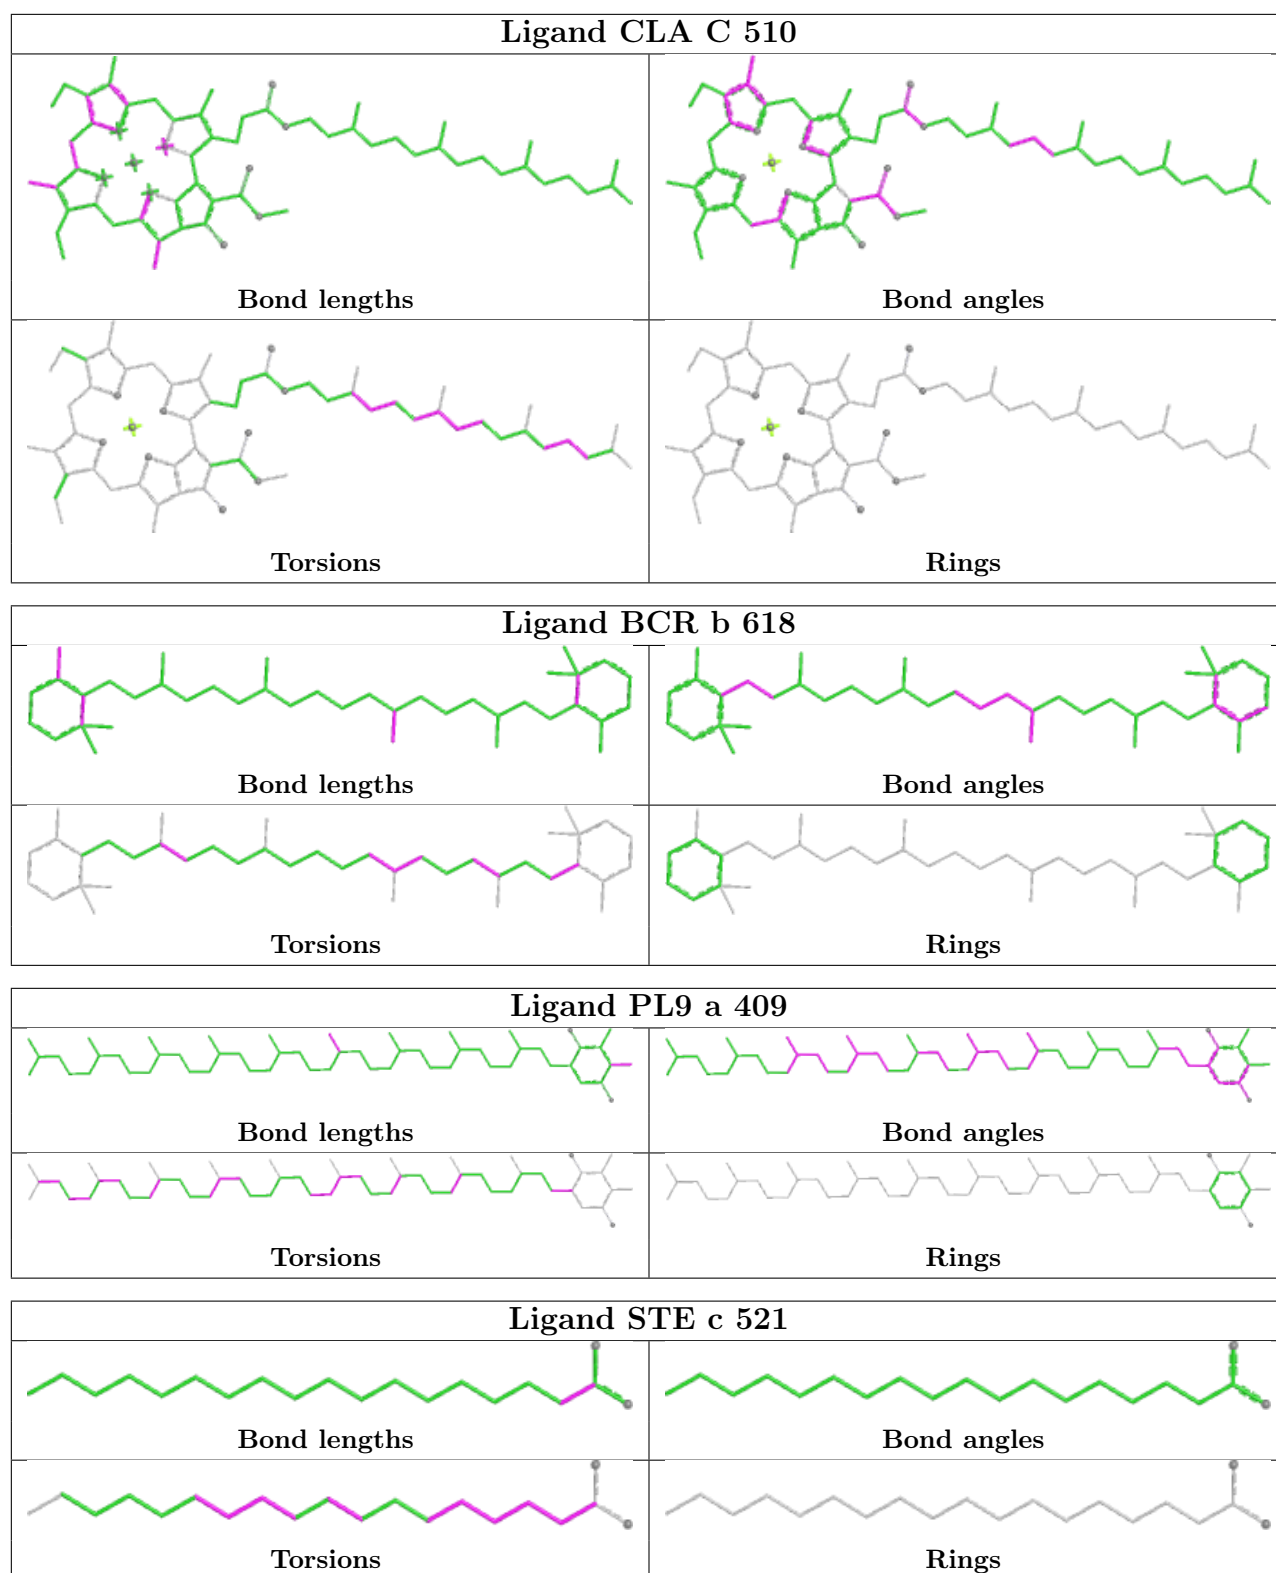 Ligand CLA C 510
Bond lengths
Bond angles
Torsions
Rings
Ligand BCR b 618
Bond lengths
Bond angles
Torsions
Rings
Ligand PL9 a 409
Bond lengths
Bond angles
Torsions
Rings
Ligand STE c 521
Bond lengths
Bond angles
Torsions
Rings